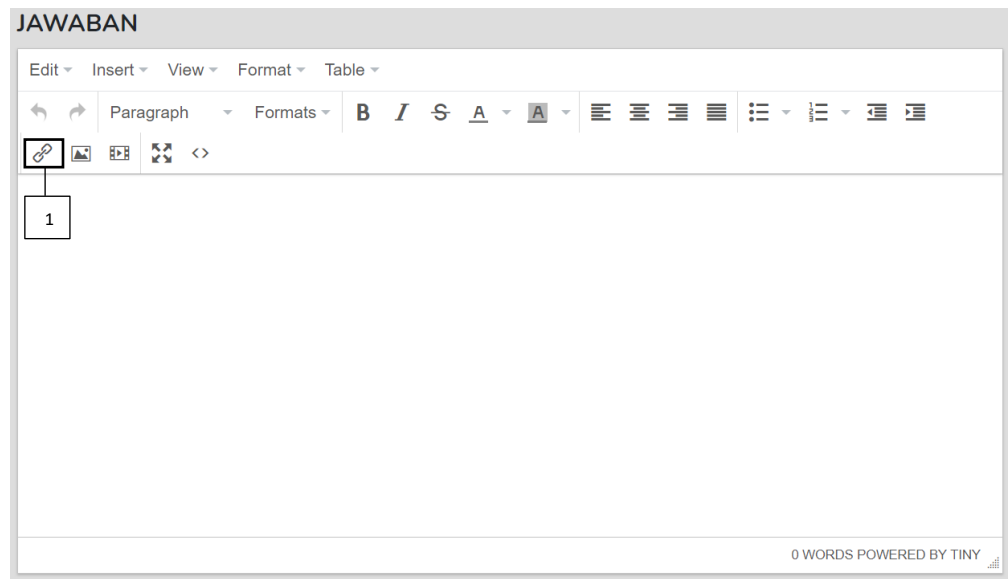 JAWABAN
Edit Insert View Format Table
Paragraph Formats B I S A A
1
0 WORDS POWERED BY TINY